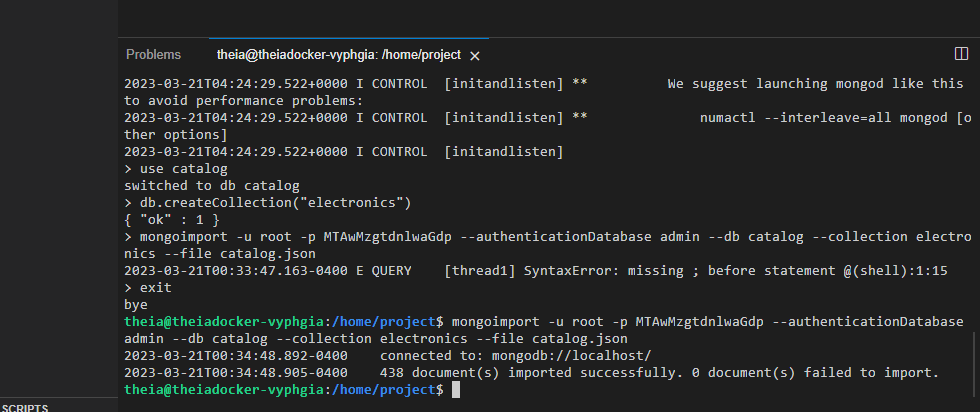 Problems theia@theiadocker-vyphgia: /home/project ×
2023-03-21T04:24:29.522+0000 I CONTROL [initandlisten] ** We suggest launching mongod like this
to avoid performance problems:
2023-03-21T04:24:29.522+0000 I CONTROL [initandlisten] ** numactl --interleave=all mongod [o
ther options]
2023-03-21T04:24:29.522+0000 I CONTROL [initandlisten]
> use catalog
switched to db catalog
> db.createCollection("electronics")
{ "ok" : 1 }
> mongoimport -u root -p MTAwMzgtdnlwaGdp --authenticationDatabase admin --db catalog --collection electro
nics --file catalog.json
2023-03-21T00:33:47.163-0400 E QUERY [thread1] SyntaxError: missing ; before statement @(shell):1:15
> exit
bye
theia@theiadocker-vyphgia:/home/project$ mongoimport -u root -p MTAwMzgtdnlwaGdp --authenticationDatabase
admin --db catalog --collection electronics --file catalog.json
2023-03-21T00:34:48.892-0400 connected to: mongodb://localhost/
2023-03-21T00:34:48.905-0400 438 document(s) imported successfully. 0 document(s) failed to import.
theia@theiadocker-vyphgia:/home/project$
SCRIPTS